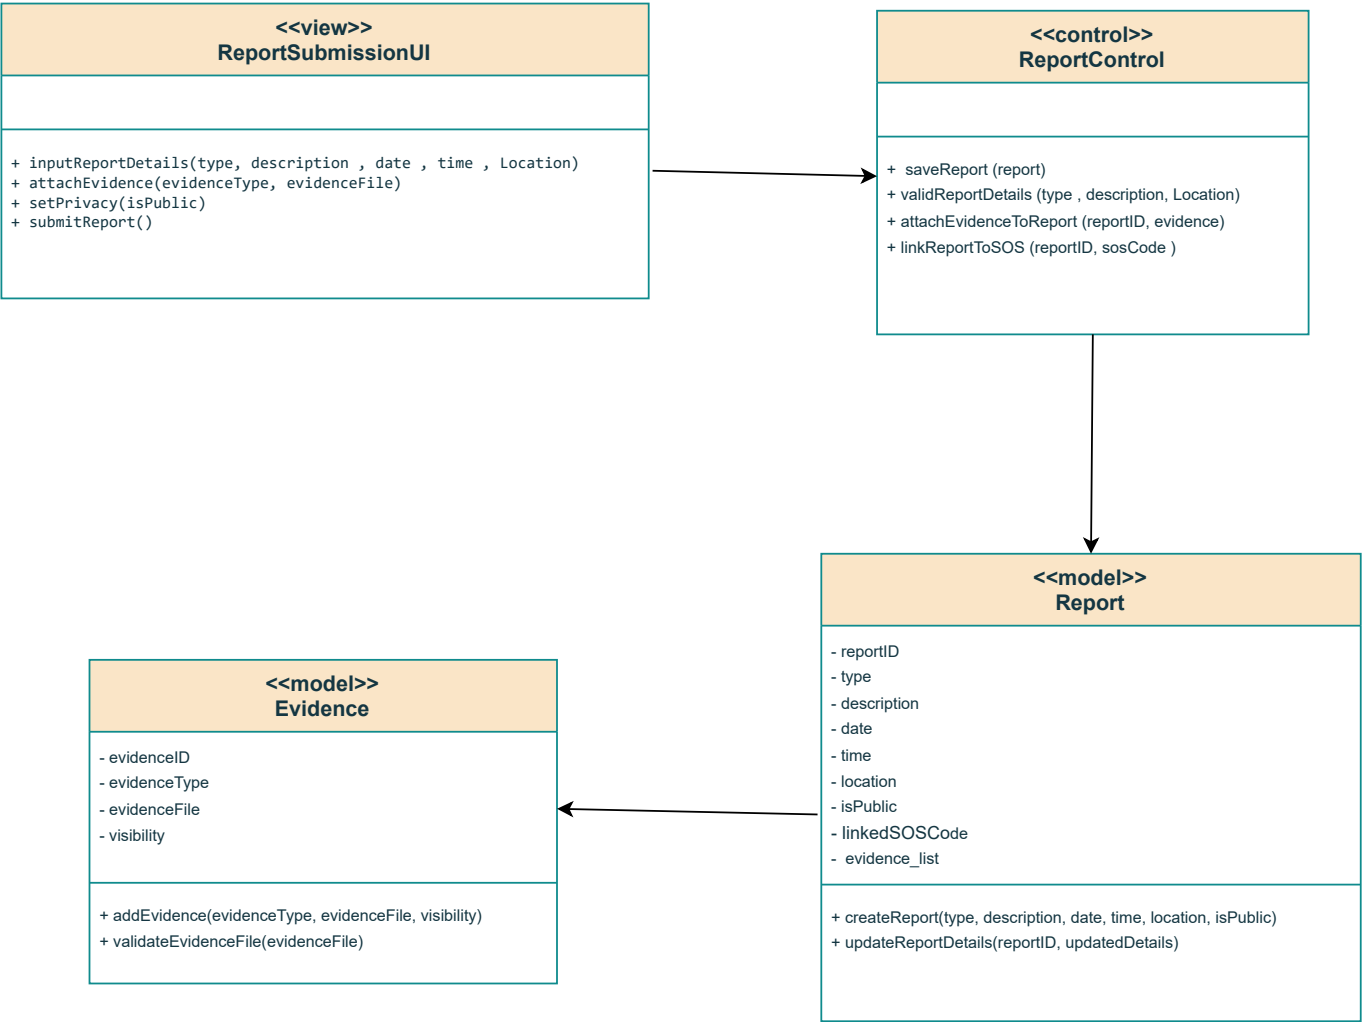 <<view>>
ReportSubmissionUI
+ inputReportDetails(type, description , date , time , Location)
+ attachEvidence(evidenceType, evidenceFile)
+ setPrivacy(isPublic)
+ submitReport()
<<control>>
ReportControl
+ saveReport (report)
+ validReportDetails (type , description, Location)
+ attachEvidenceToReport (reportID, evidence)
+ linkReportToSOS (reportID, sosCode )
<<model>>
Evidence
- evidenceID
- evidenceType
- evidenceFile
- visibility
+ addEvidence(evidenceType, evidenceFile, visibility)
+ validateEvidenceFile(evidenceFile)
<<model>>
Report
- reportID
- type
- description
- date
- time
- location
- isPublic
- linkedSOSCode
- evidence_list
+ createReport(type, description, date, time, location, isPublic)
+ updateReportDetails(reportID, updatedDetails)